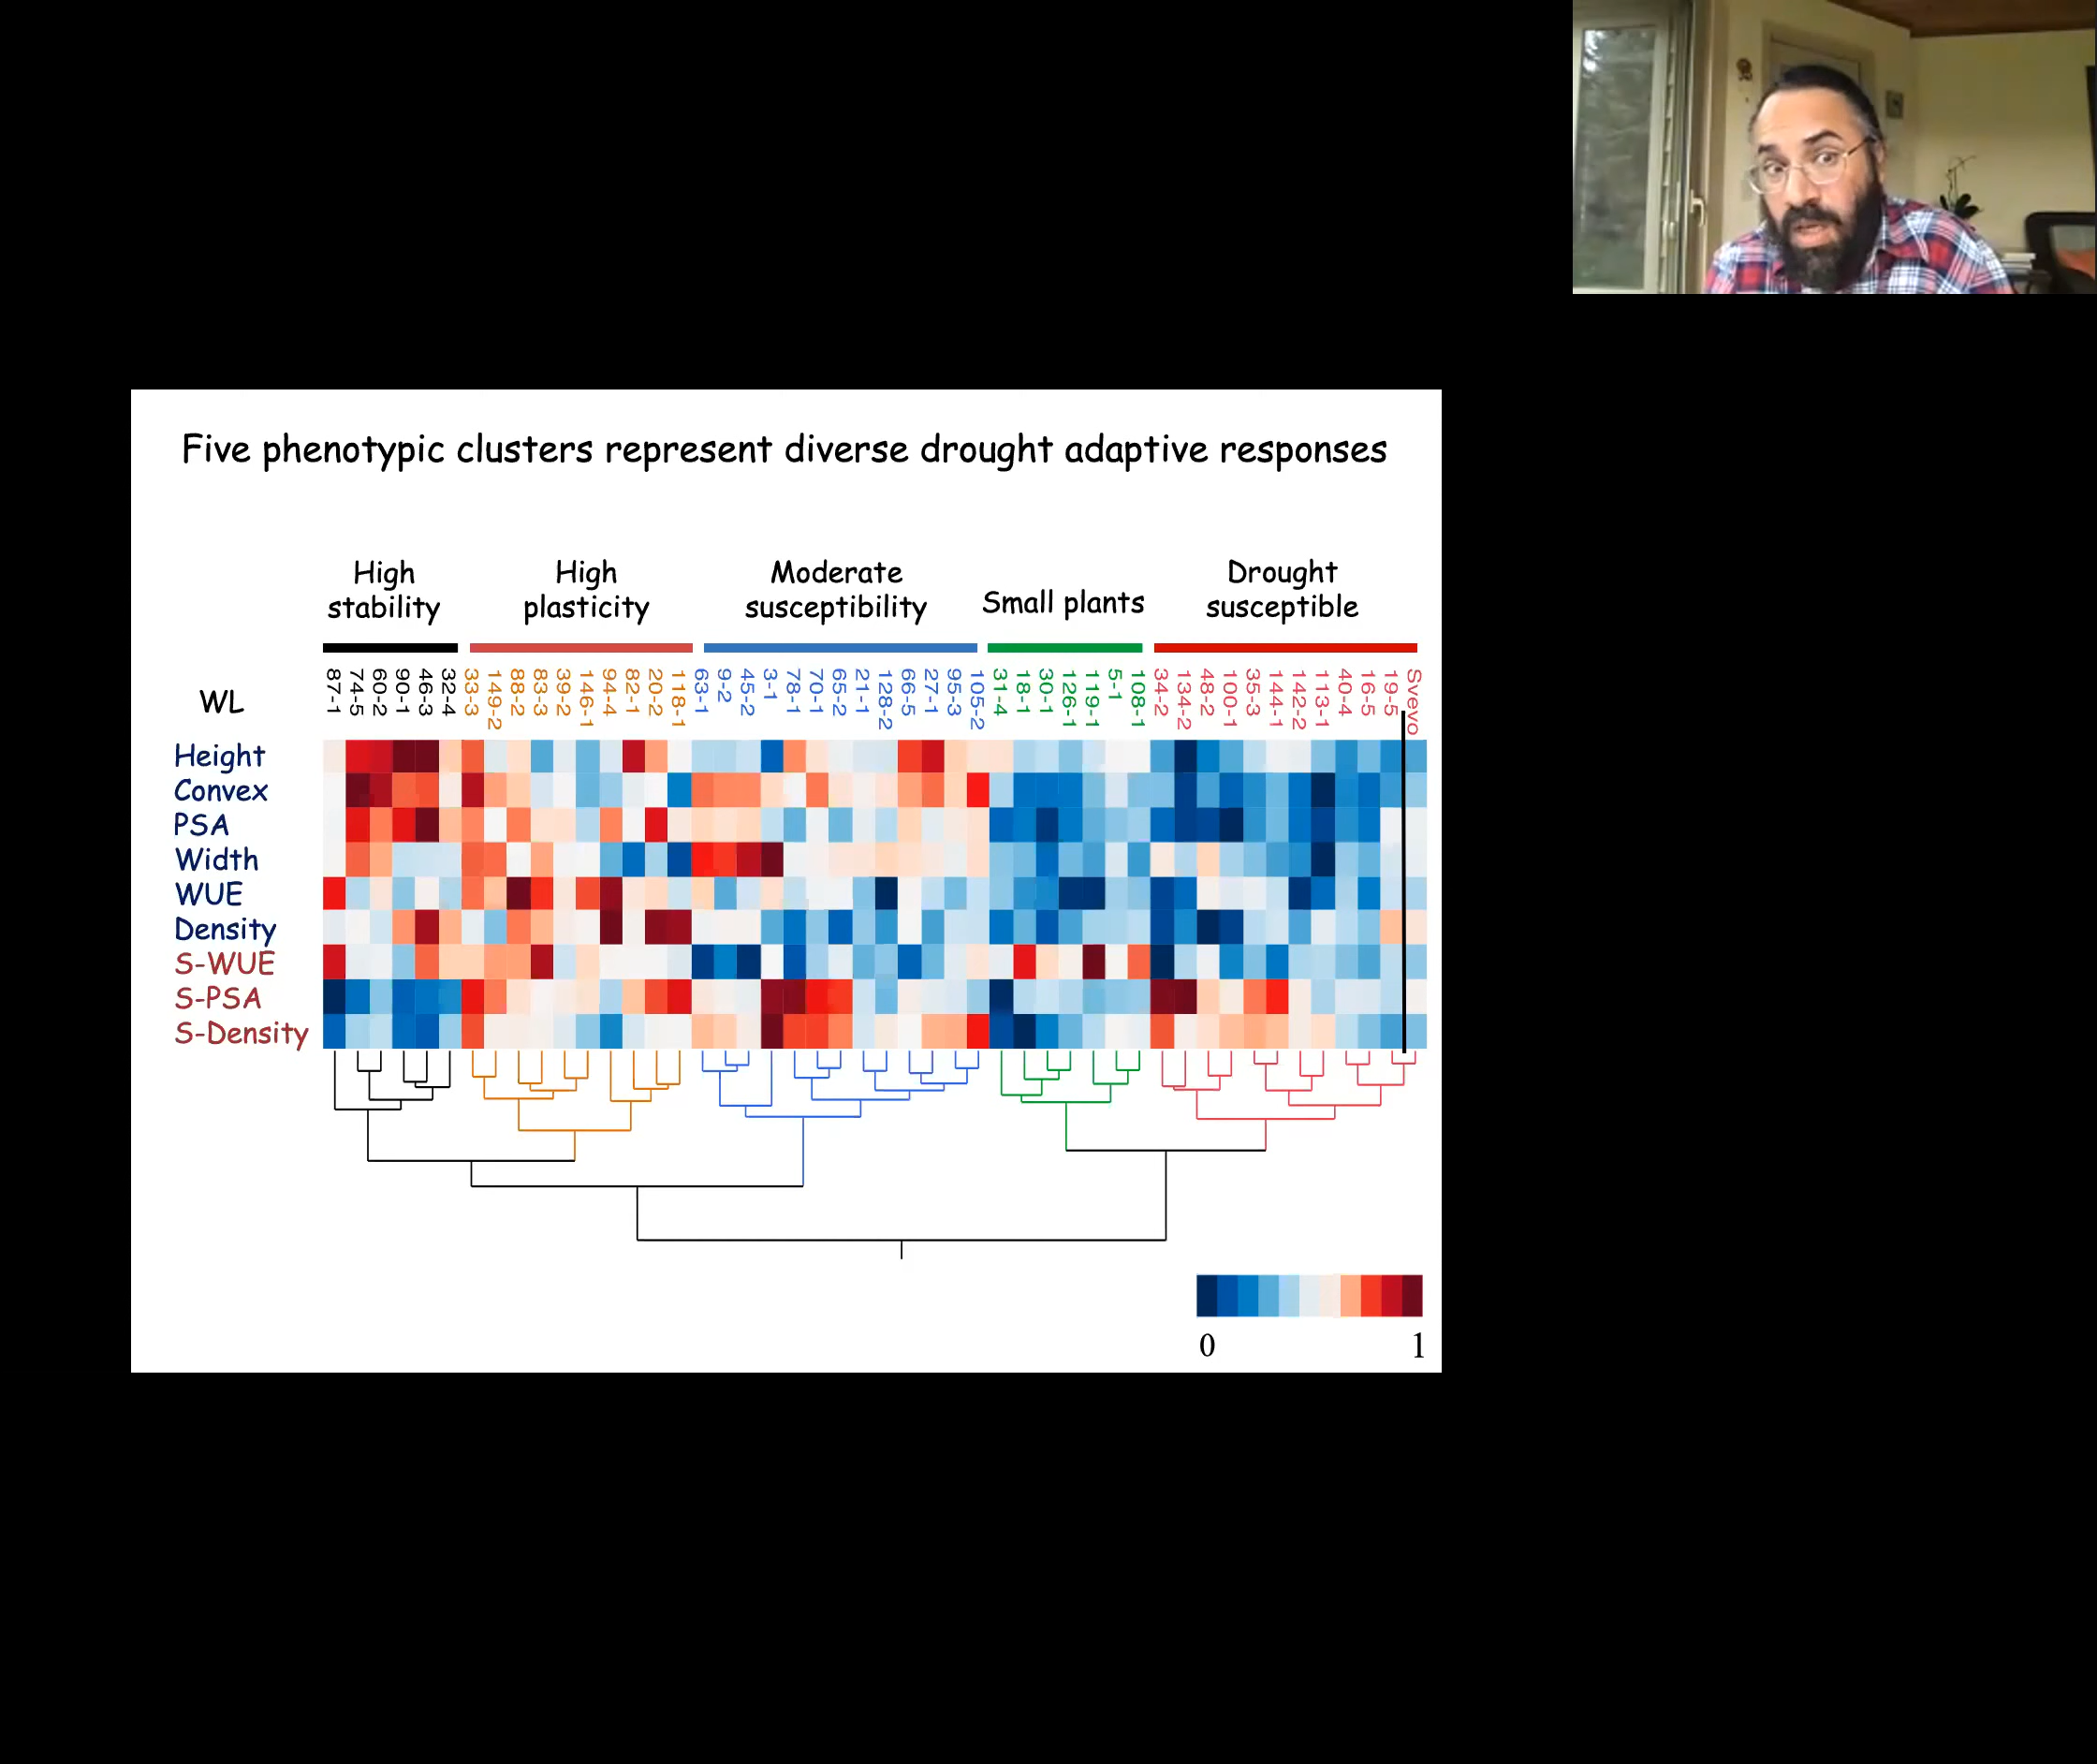 Five phenotypic clusters represent diverse drought adaptive responses
High
stability
High
plasticity
Moderate
susceptibility
Small plants
Drought
susceptible
WL
87-1
74-5
60-2
90-1
46-3
32-4
33-3
149-2
88-2
83-3
39-2
146-1
94-4
82-1
20-2
118-1
63-1
9-2
45-2
3-1
78-1
70-1
65-2
21-1
128-2
66-5
27-1
95-3
105-2
31-4
18-1
30-1
126-1
119-1
5-1
108-1
34-2
134-2
48-2
100-1
35-3
144-1
142-2
113-1
40-4
16-5
19-5
Svevo
Height
Convex
PSA
Width
WUE
Density
S-WUE
S-PSA
S-Density
0 1